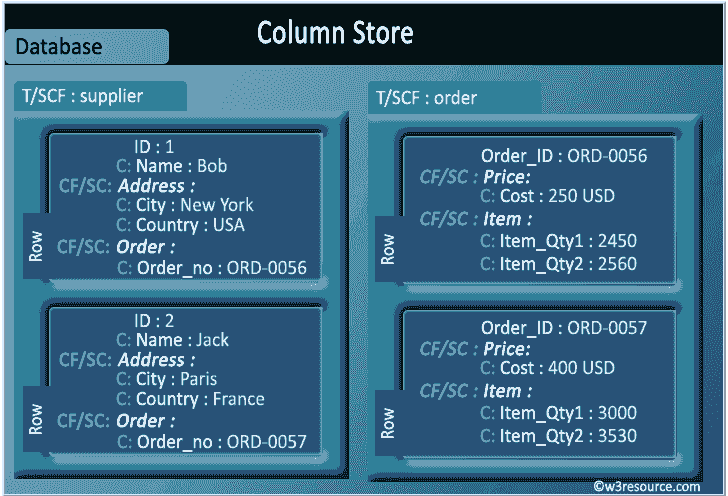 Column Store
Database
T/SCF : supplier
ID : 1
C: Name : Bob
CF/SC: Address :
C: City : New York
C: Country : USA
CF/SC: Order :
C: Order_no : ORD-0056
Row
ID : 2
C: Name : Jack
CF/SC: Address :
C: City : Paris
C: Country : France
CF/SC: Order :
C: Order_no : ORD-0057
Row
T/SCF : order
Order_ID : ORD-0056
CF/SC : Price:
C: Cost : 250 USD
CF/SC : Item :
C: Item_Qty1 : 2450
C: Item_Qty2 : 2560
Row
Order_ID : ORD-0057
CF/SC : Price:
C: Cost : 400 USD
CF/SC : Item :
C: Item_Qty1 : 3000
C: Item_Qty2 : 3530
Row
©w3resource.com